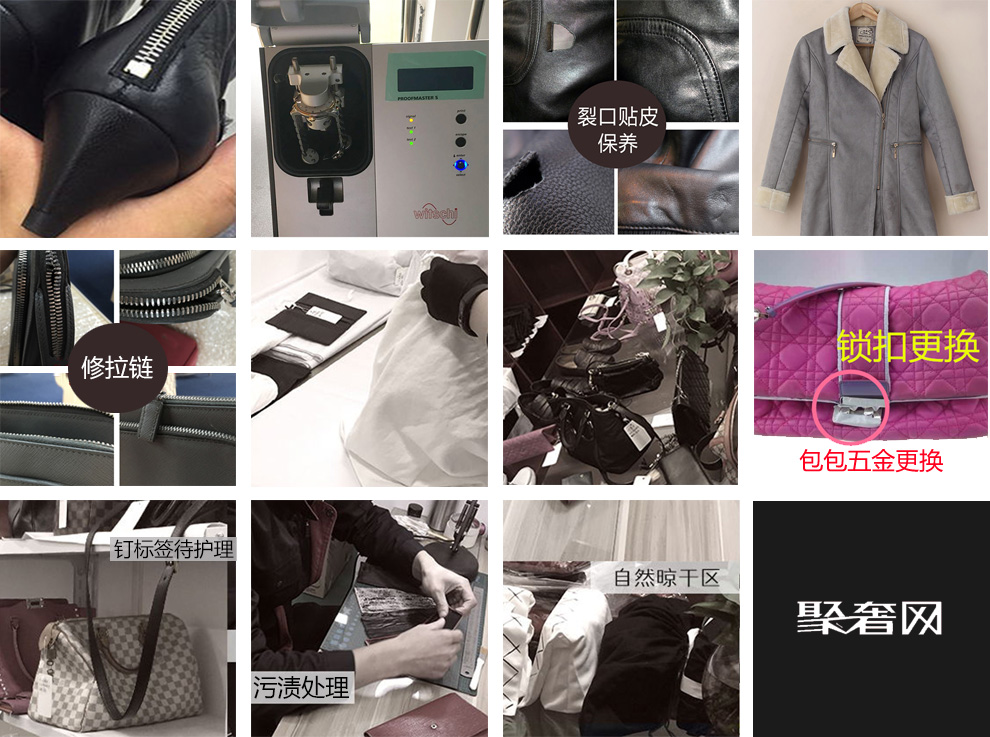 PROOFMASTER S
witschi
裂口贴皮
保养
修拉链
锁扣更换
包包五金更换
钉标签待护理
污渍处理
自然晾干区
聚奢网